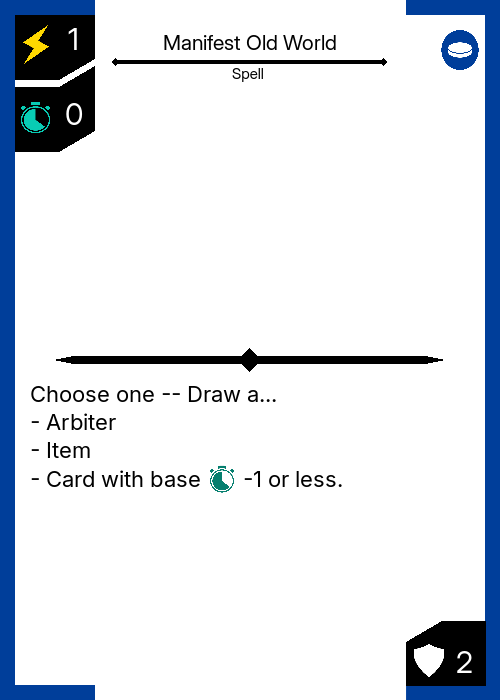 1
Manifest Old World
Spell
0
Choose one -- Draw a...
- Arbiter
- Item
- Card with base -1 or less.
2